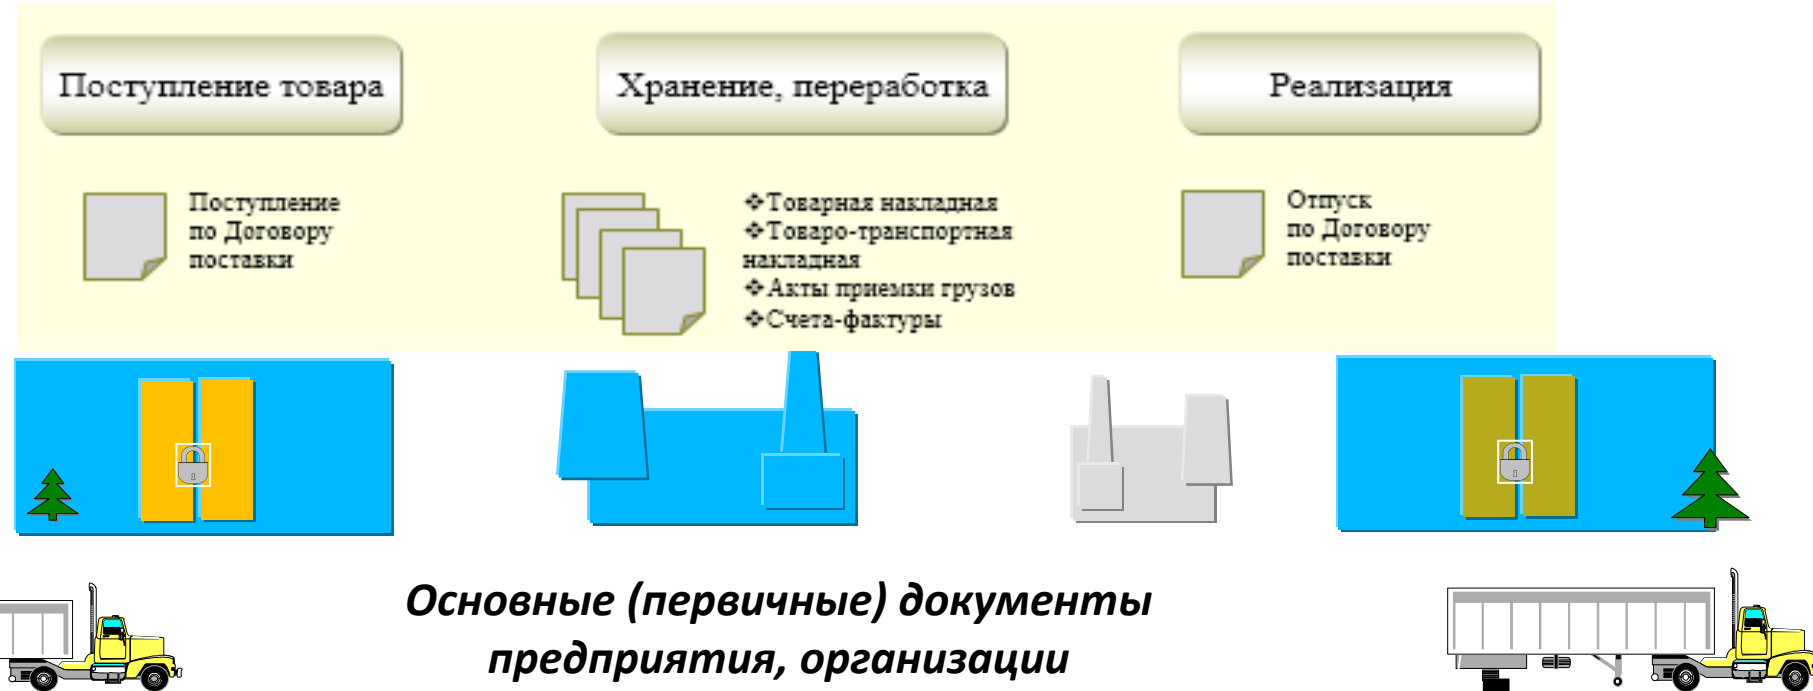 Поступление товара
Хранение, переработка
Реализация
Поступление
по Договору
поставки
❖Товарная накладная
❖Товаро-транспортная
накладная
❖Акты приемки грузов
❖Счета-фактуры
Отпуск
по Договору
поставки
Основные (первичные) документы
предприятия, организации